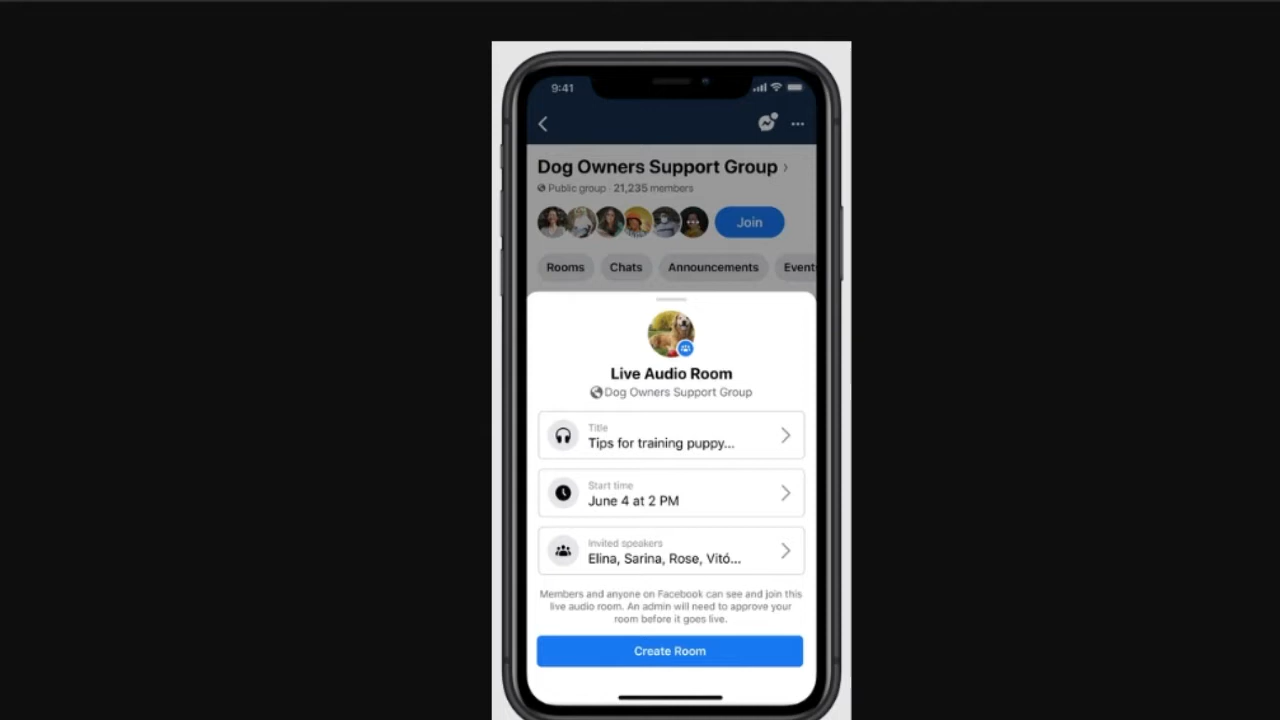 9:41
Dog Owners Support Group
Public group · 21,235 members
Join
Rooms Chats Announcements Event
Live Audio Room
Dog Owners Support Group
Title
Tips for training puppy...
Start time
June 4 at 2 PM
Invited speakers
Elina, Sarina, Rose, Vitó...
Members and anyone on Facebook can see and join this
live audio room. An admin will need to approve your
room before it goes live.
Create Room